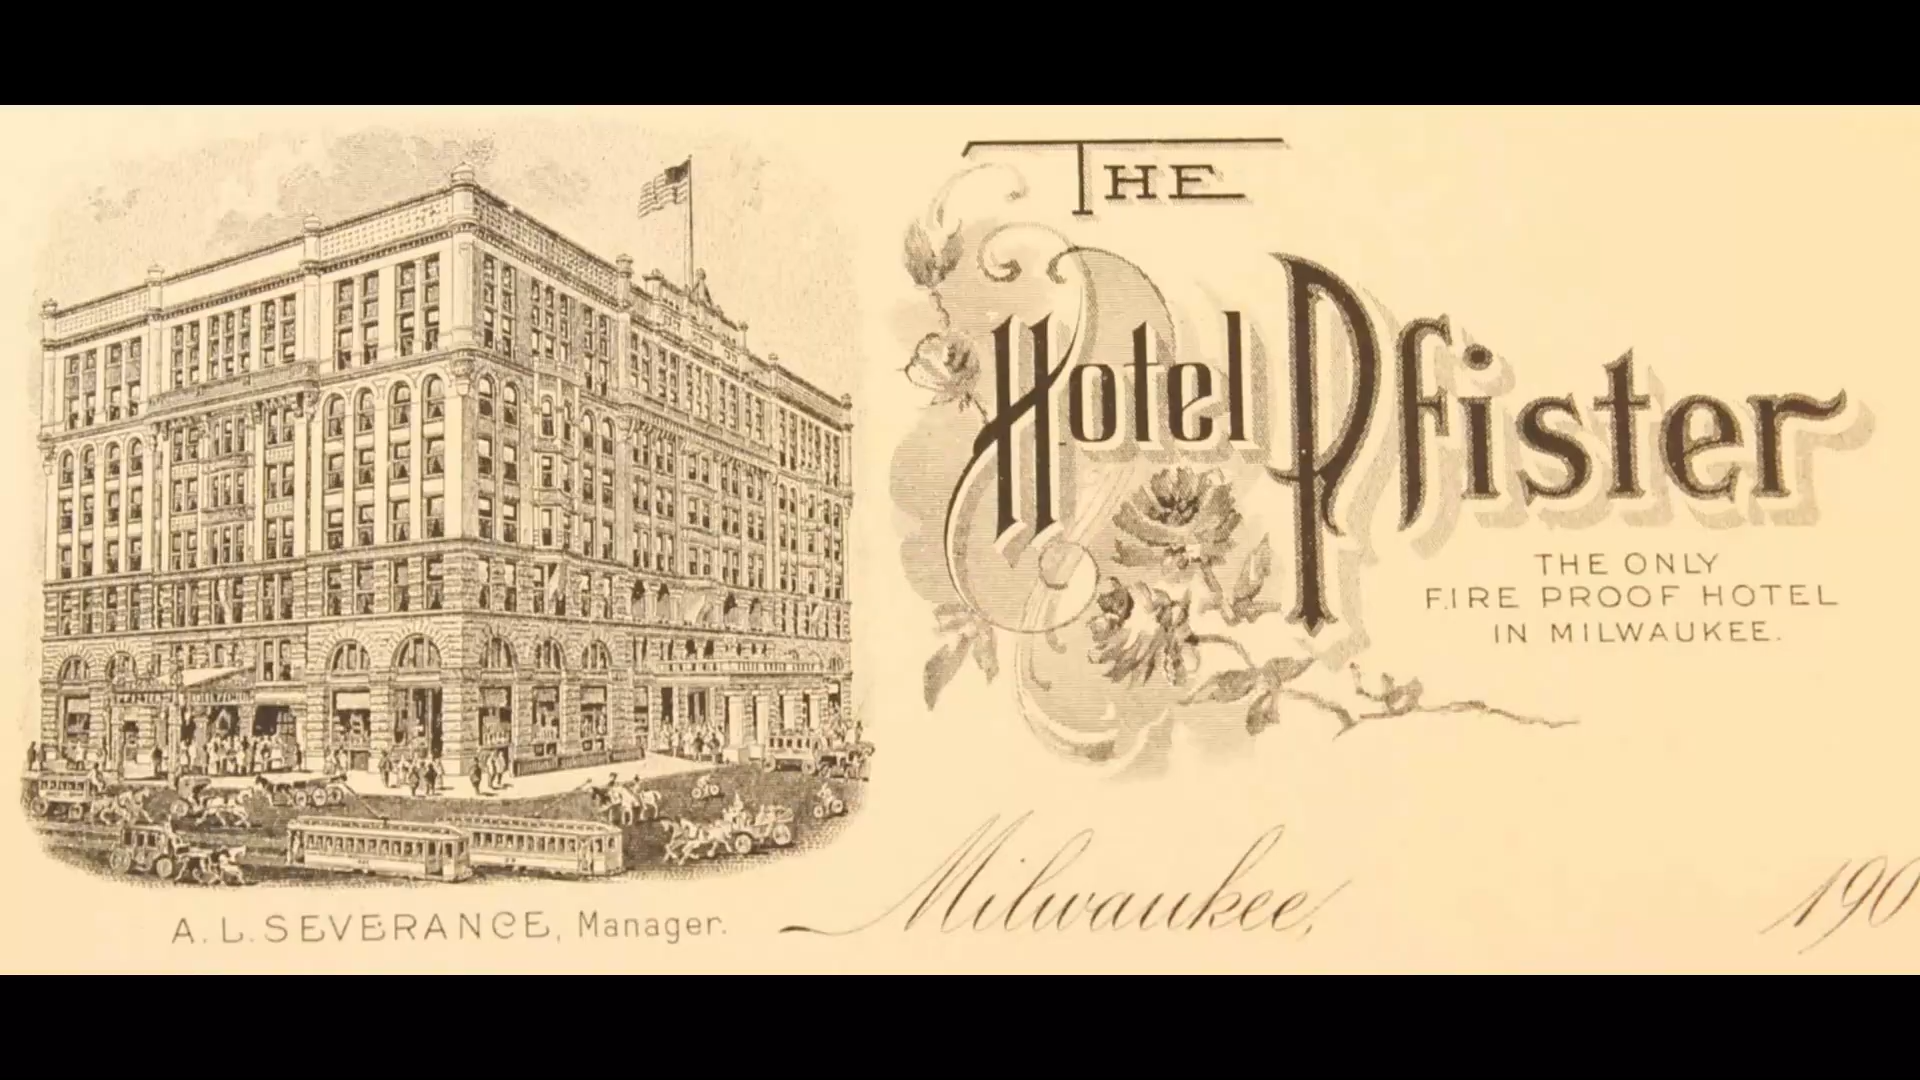 THE
Hotel Pfister
THE ONLY
FIRE PROOF HOTEL
IN MILWAUKEE.
A. L. SEVERANCE, Manager.
Milwaukee, 190